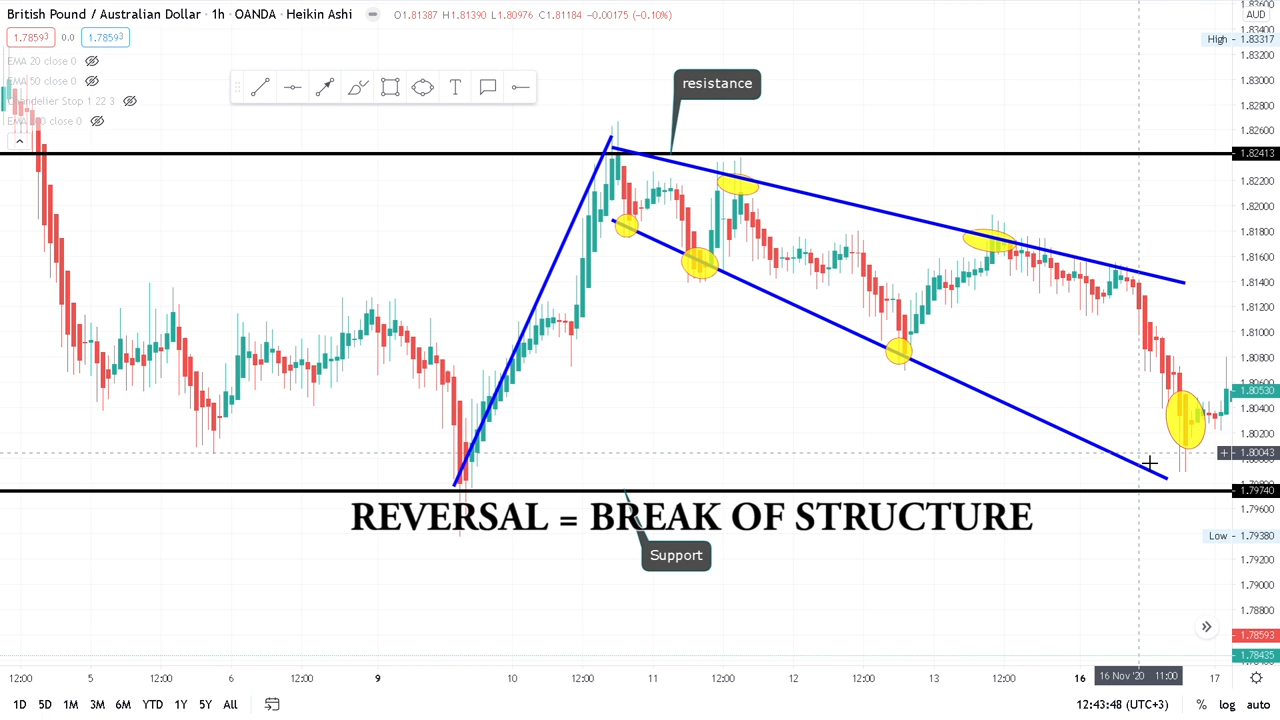 British Pound / Australian Dollar · 1h · OANDA · Heikin Ashi
O1.81387 H1.81390 L1.80976 C1.81184 −0.00175 (−0.10%)
1.78593 0.0 1.78593
EMA 20 close 0
EMA 50 close 0
Chandelier Stop 1 22 3
resistance
REVERSAL = BREAK OF STRUCTURE
Support
AUD
High 1.83317
1.83200
1.83000
1.82800
1.82600
1.82413
1.82200
1.82000
1.81800
1.81600
1.81400
1.81200
1.81000
1.80800
1.80530
1.80400
1.80200
1.80043
1.79740
1.79600
Low 1.79380
1.79200
1.79000
1.78800
1.78593
1.78435
12:00 5 12:00 6 12:00 9 12:00 10 12:00 11 12:00 12 12:00 13 12:00 16 16 Nov '20 11:00 17
1D 5D 1M 3M 6M YTD 1Y 5Y All
12:43:48 (UTC+3) % log auto